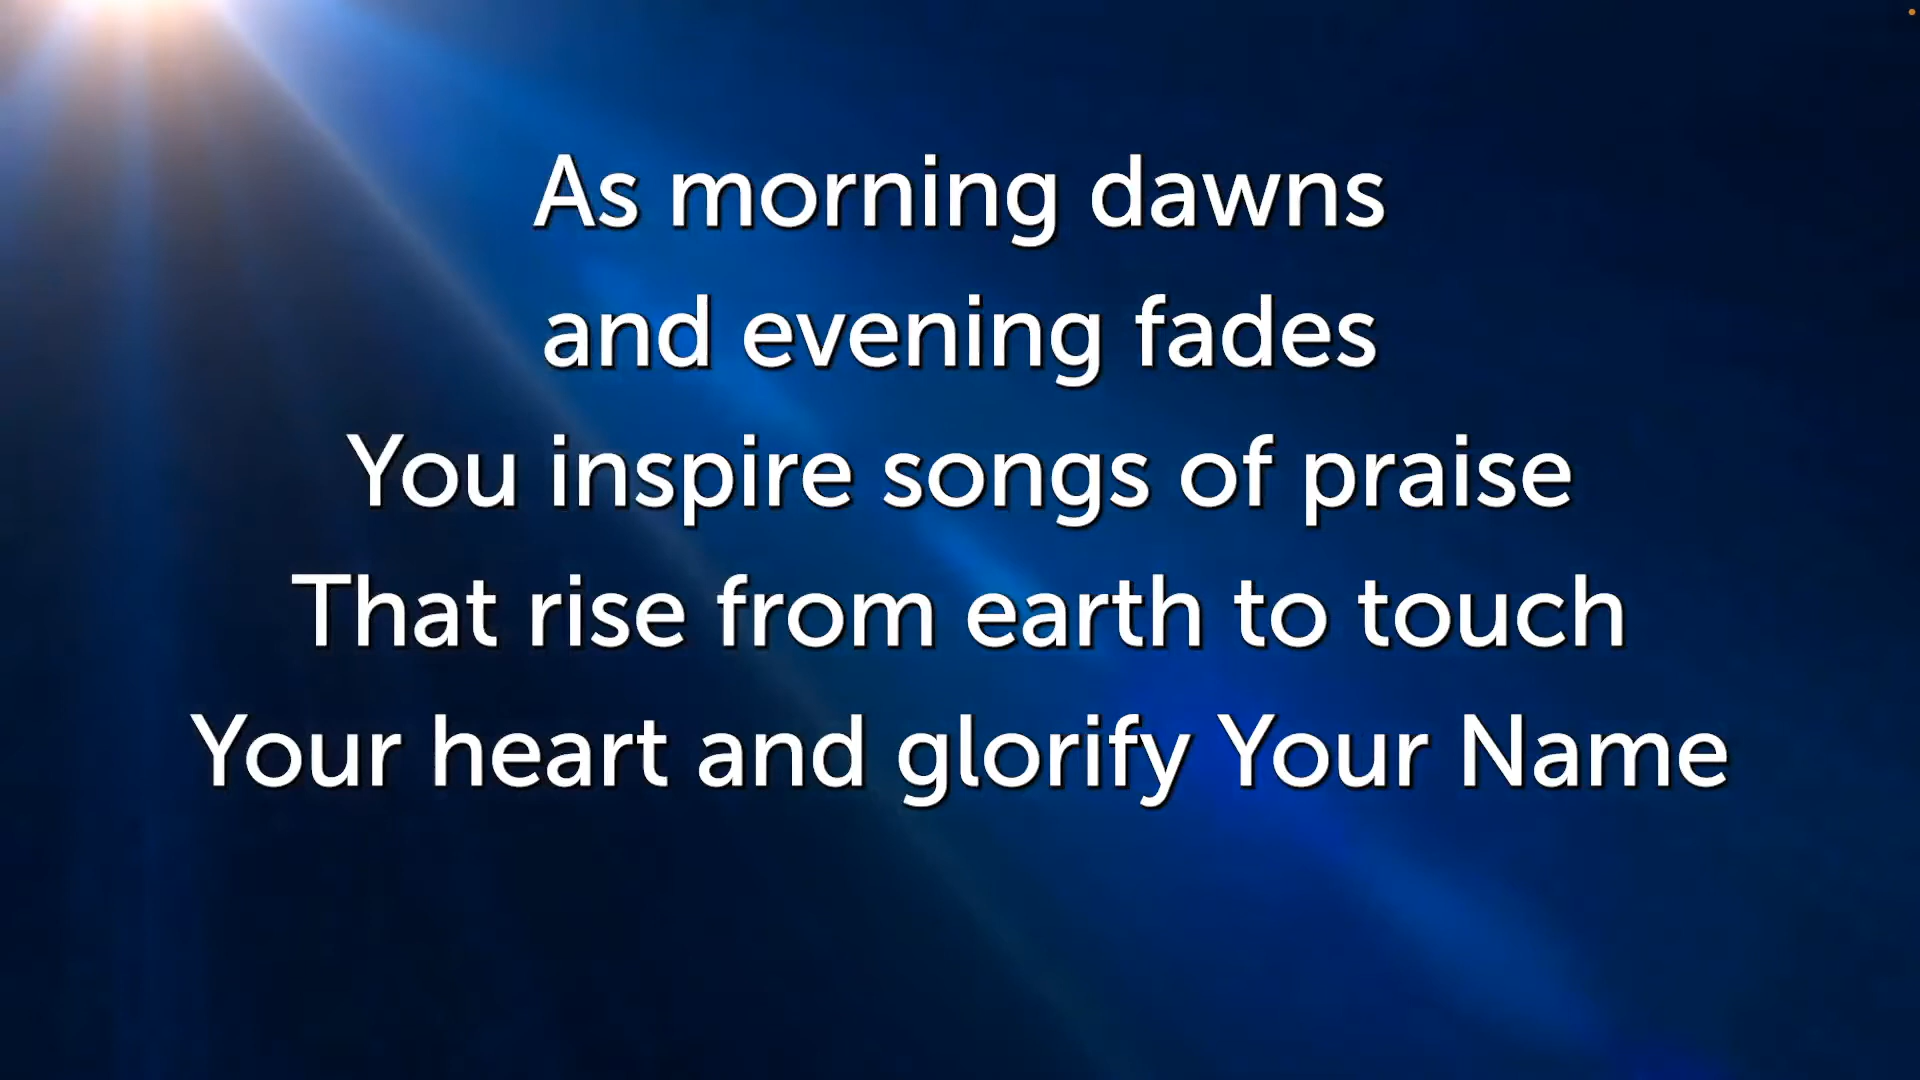 As morning dawns
and evening fades
You inspire songs of praise
That rise from earth to touch
Your heart and glorify Your Name